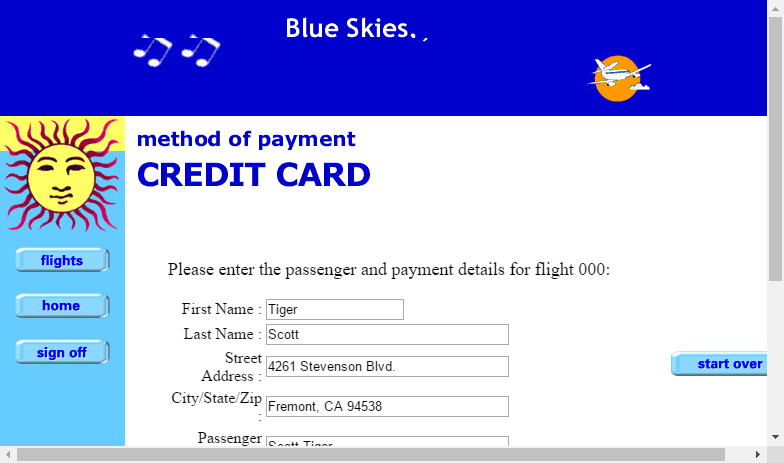 Blue Skies.
method of payment
CREDIT CARD
flights
home
sign off
Please enter the passenger and payment details for flight 000:
First Name : Tiger
Last Name : Scott
Street
Address : 4261 Stevenson Blvd.
City/State/Zip
: Fremont, CA 94538
start over
Passenger Scott Tiger